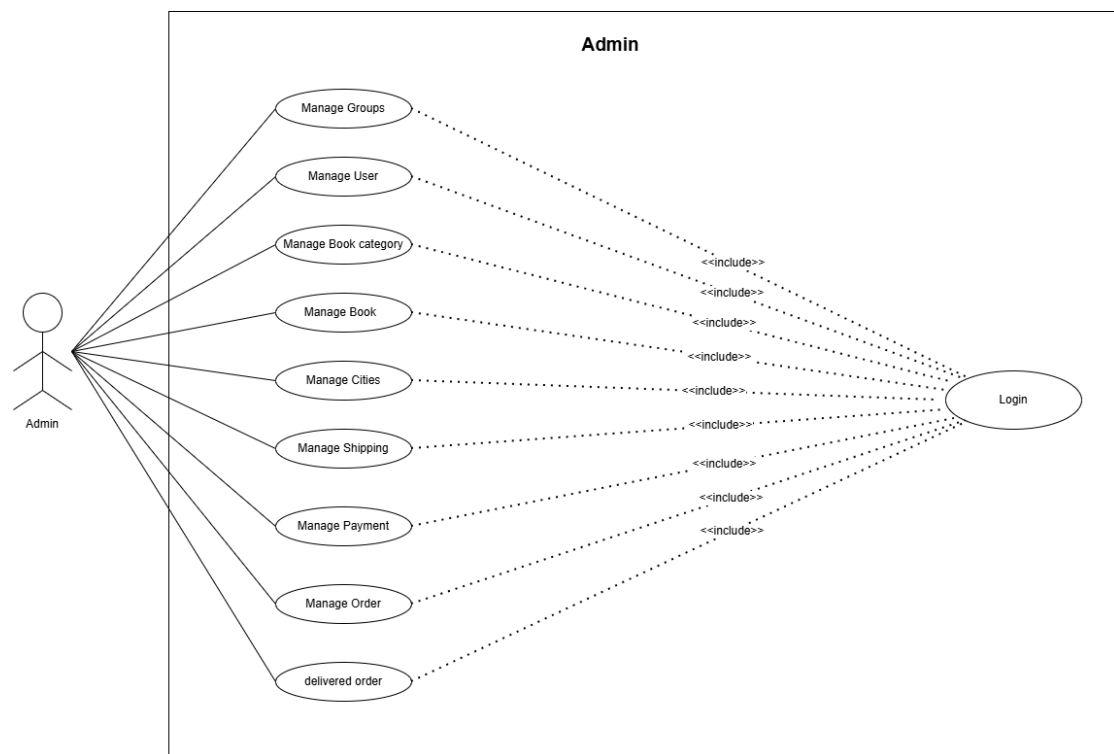 Admin
Manage Groups
Manage User
Manage Book category
<<include>>
<<include>>
Manage Book
<<include>>
<<include>>
Manage Cities
<<include>>
Login
Admin
Manage Shipping
<<include>>
<<include>>
Manage Payment
<<include>>
<<include>>
Manage Order
delivered order